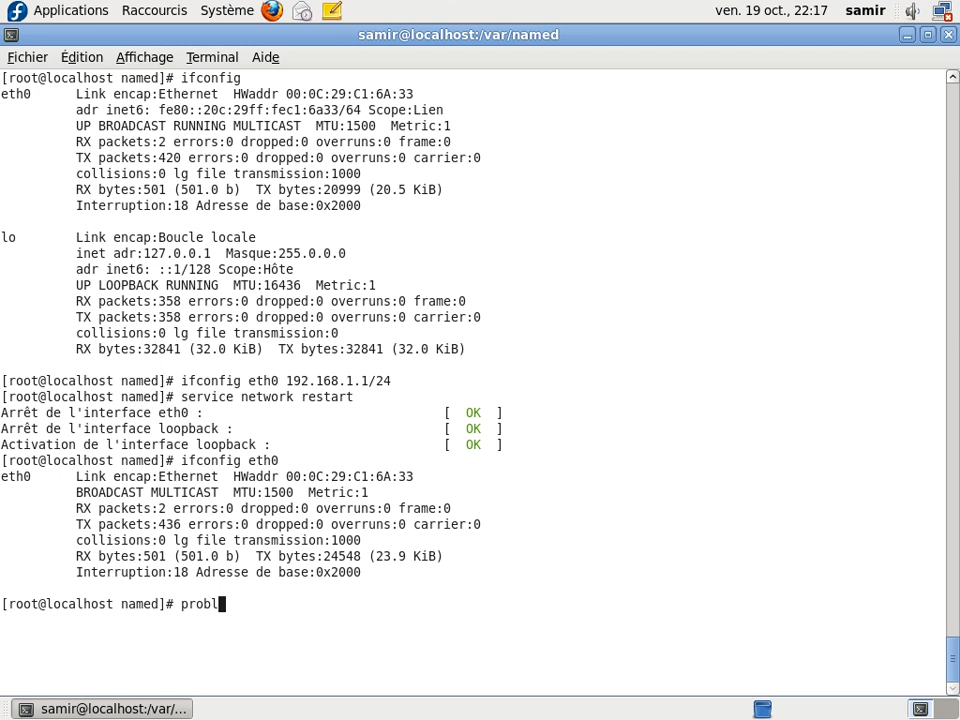 Applications Raccourcis Système ven. 19 oct., 22:17 samir
samir@localhost:/var/named
Fichier Édition Affichage Terminal Aide
[root@localhost named]# ifconfig
eth0 Link encap:Ethernet HWaddr 00:0C:29:C1:6A:33
adr inet6: fe80::20c:29ff:fec1:6a33/64 Scope:Lien
UP BROADCAST RUNNING MULTICAST MTU:1500 Metric:1
RX packets:2 errors:0 dropped:0 overruns:0 frame:0
TX packets:420 errors:0 dropped:0 overruns:0 carrier:0
collisions:0 lg file transmission:1000
RX bytes:501 (501.0 b) TX bytes:20999 (20.5 KiB)
Interruption:18 Adresse de base:0x2000
lo Link encap:Boucle locale
inet adr:127.0.0.1 Masque:255.0.0.0
adr inet6: ::1/128 Scope:Hôte
UP LOOPBACK RUNNING MTU:16436 Metric:1
RX packets:358 errors:0 dropped:0 overruns:0 frame:0
TX packets:358 errors:0 dropped:0 overruns:0 carrier:0
collisions:0 lg file transmission:0
RX bytes:32841 (32.0 KiB) TX bytes:32841 (32.0 KiB)
[root@localhost named]# ifconfig eth0 192.168.1.1/24
[root@localhost named]# service network restart
Arrêt de l'interface eth0 : [ OK ]
Arrêt de l'interface loopback : [ OK ]
Activation de l'interface loopback : [ OK ]
[root@localhost named]# ifconfig eth0
eth0 Link encap:Ethernet HWaddr 00:0C:29:C1:6A:33
BROADCAST MULTICAST MTU:1500 Metric:1
RX packets:2 errors:0 dropped:0 overruns:0 frame:0
TX packets:436 errors:0 dropped:0 overruns:0 carrier:0
collisions:0 lg file transmission:1000
RX bytes:501 (501.0 b) TX bytes:24548 (23.9 KiB)
Interruption:18 Adresse de base:0x2000
[root@localhost named]# probl
samir@localhost:/var/...